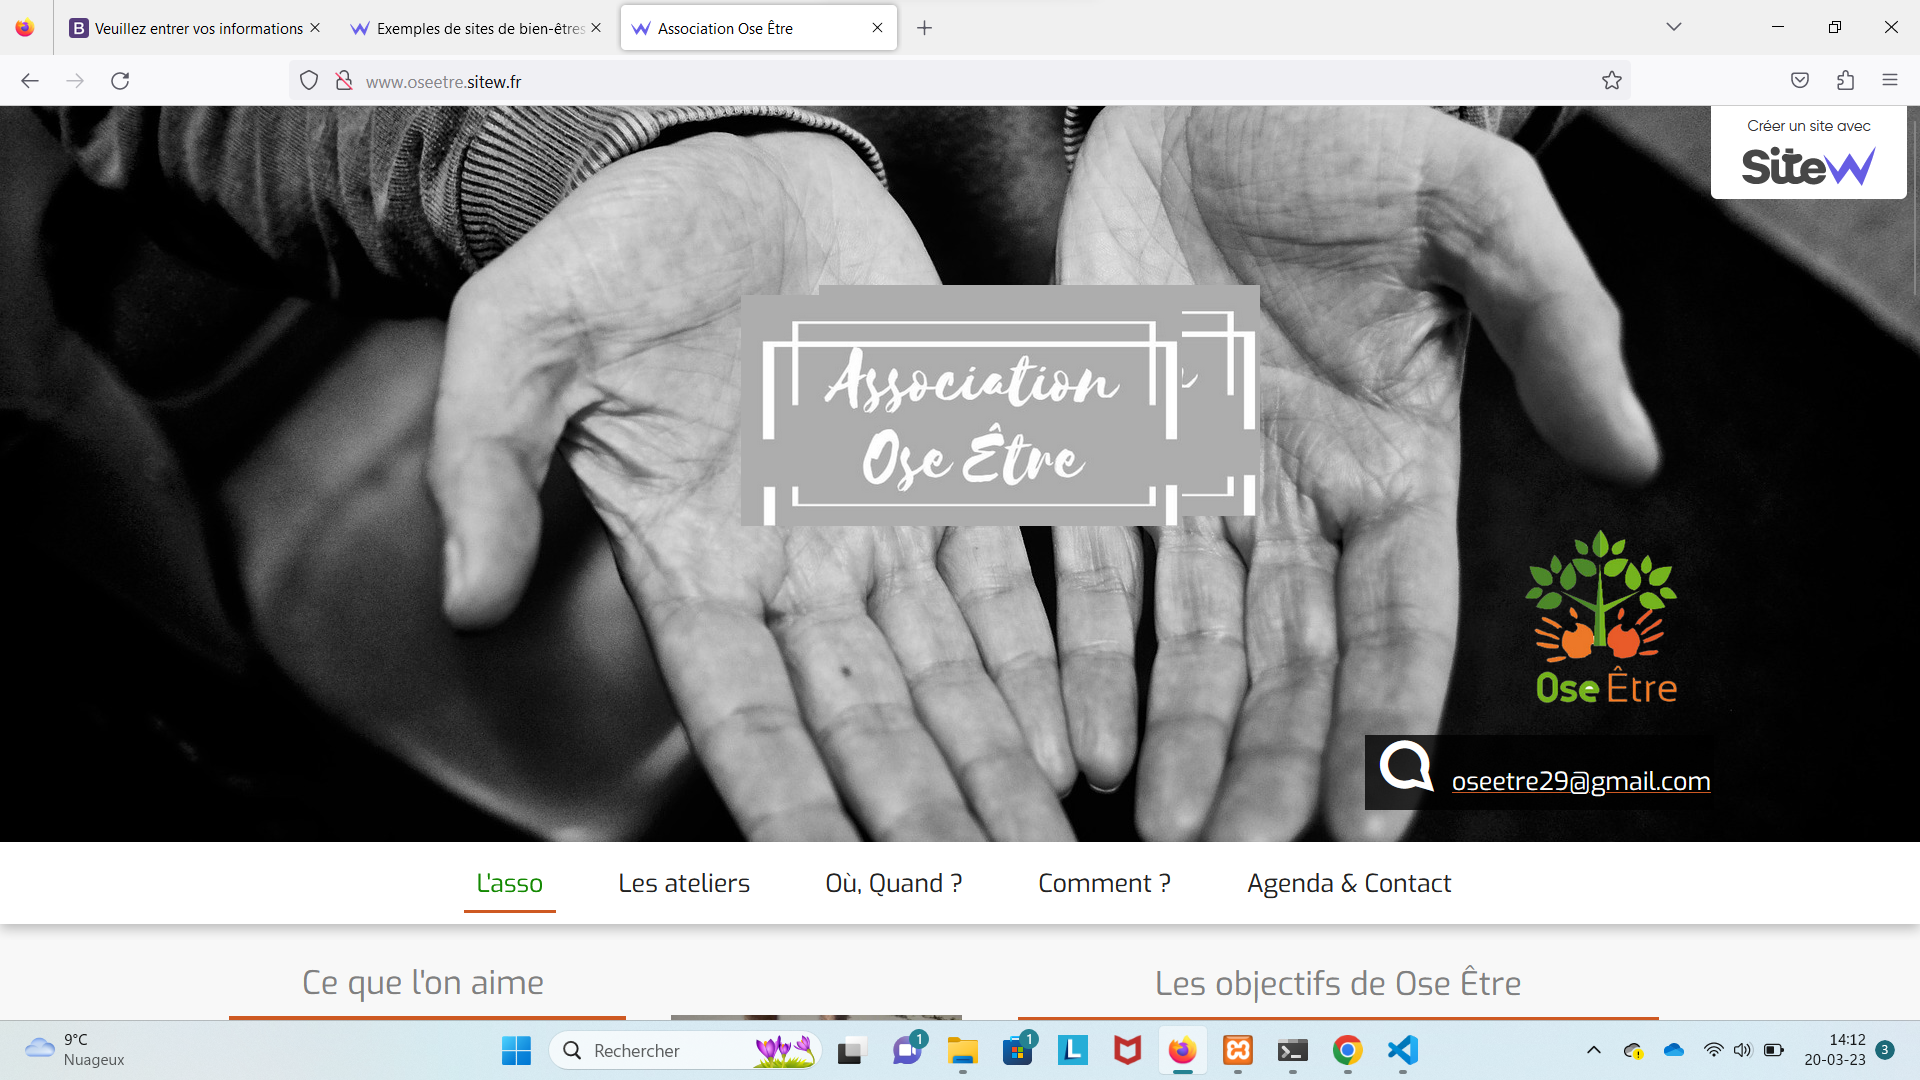 Veuillez entrer vos informations
Exemples de sites de bien-êtres
Association Ose Être
www.oseetre.sitew.fr
Créer un site avec
SiteW
Association
Ose Être
Ose Être
oseetre29@gmail.com
L'asso
Les ateliers
Où, Quand ?
Comment ?
Agenda & Contact
Ce que l'on aime
Les objectifs de Ose Être
9°C
Nuageux
Rechercher
1
1
14:12
20-03-23
3